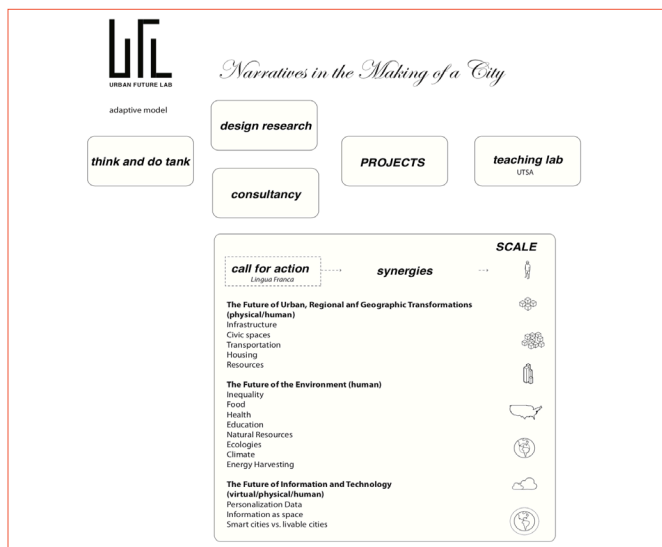 UFL
URBAN FUTURE LAB
Narratives in the Making of a City
adaptive model
design research
think and do tank
PROJECTS
teaching lab
UTSA
consultancy
SCALE
call for action
Lingua Franca
synergies
The Future of Urban, Regional anf Geographic Transformations
(physical/human)
Infrastructure
Civic spaces
Transportation
Housing
Resources
The Future of the Environment (human)
Inequality
Food
Health
Education
Natural Resources
Ecologies
Climate
Energy Harvesting
The Future of Information and Technology
(virtual/physical/human)
Personalization Data
Information as space
Smart cities vs. livable cities